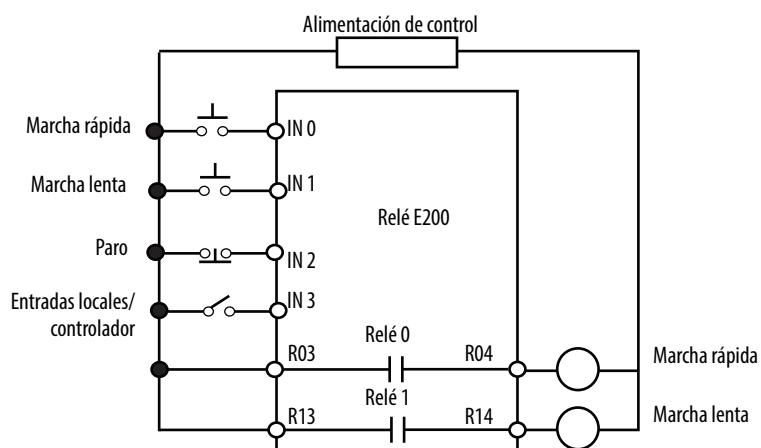 Alimentación de control
Marcha rápida
IN 0
Marcha lenta
IN 1
Relé E200
Paro
IN 2
Entradas locales/
controlador
IN 3
Relé 0
R03
R04
Marcha rápida
Relé 1
R13
R14
Marcha lenta